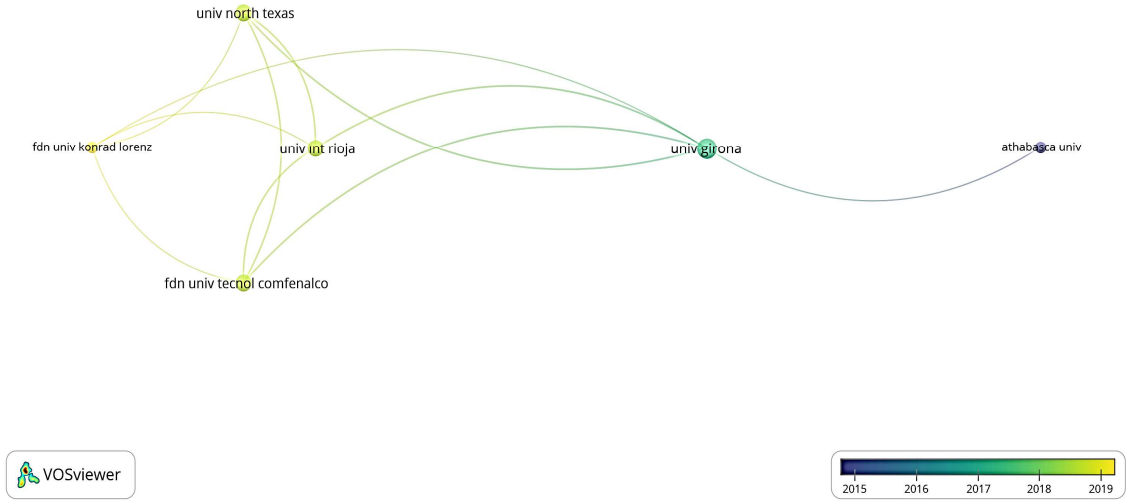 univ north texas
fdn univ konrad lorenz
univ int rioja
univ girona
athabasca univ
fdn univ tecnol comfenalco
VOSviewer
2015 2016 2017 2018 2019